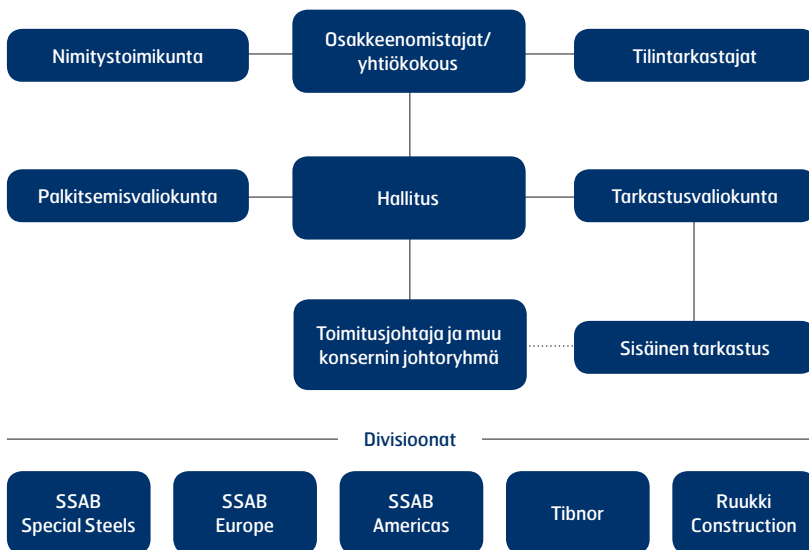 Nimitystoimikunta
Osakkeenomistajat/
yhtiökokous
Tilintarkastajat
Palkitsemisvaliokunta
Hallitus
Tarkastusvaliokunta
Toimitusjohtaja ja muu
konsernin johtoryhmä
Sisäinen tarkastus
Divisioonat
SSAB
Special Steels
SSAB
Europe
SSAB
Americas
Tibnor
Ruukki
Construction